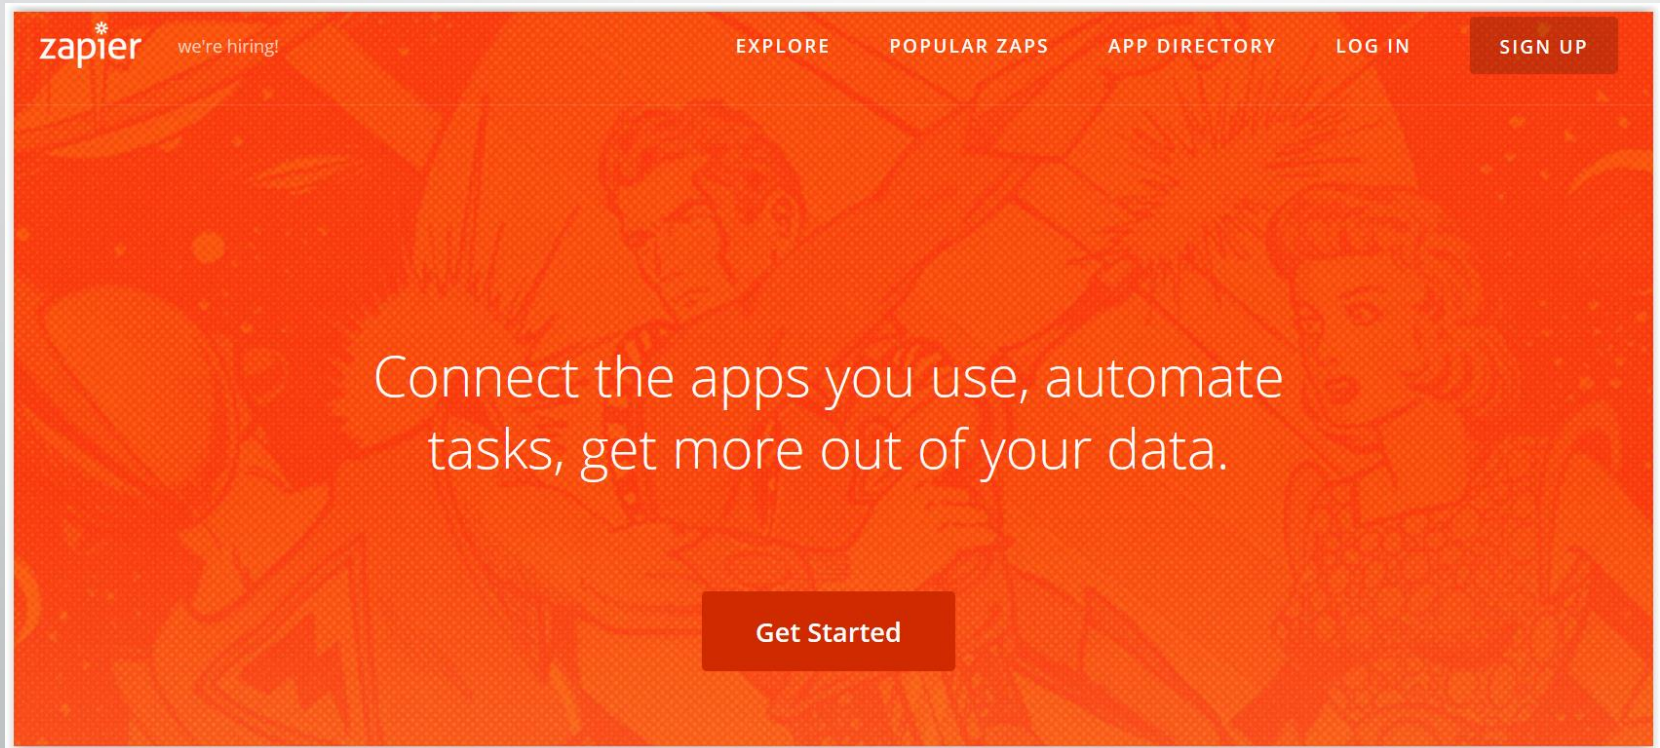 zapier
we're hiring!
EXPLORE
POPULAR ZAPS
APP DIRECTORY
LOG IN
SIGN UP
Connect the apps you use, automate
tasks, get more out of your data.
Get Started